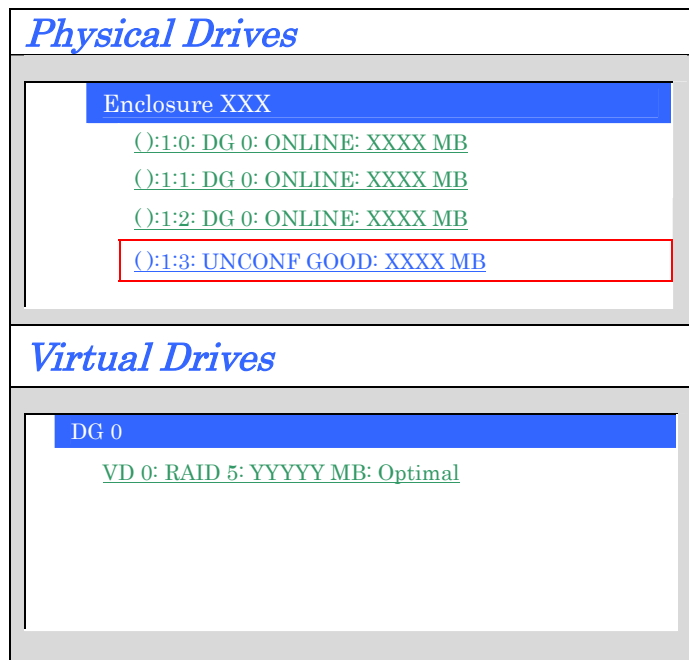 Physical Drives
Enclosure XXX
( ):1:0: DG 0: ONLINE: XXXX MB
( ):1:1: DG 0: ONLINE: XXXX MB
( ):1:2: DG 0: ONLINE: XXXX MB
( ):1:3: UNCONF GOOD: XXXX MB
Virtual Drives
DG 0
VD 0: RAID 5: YYYYY MB: Optimal